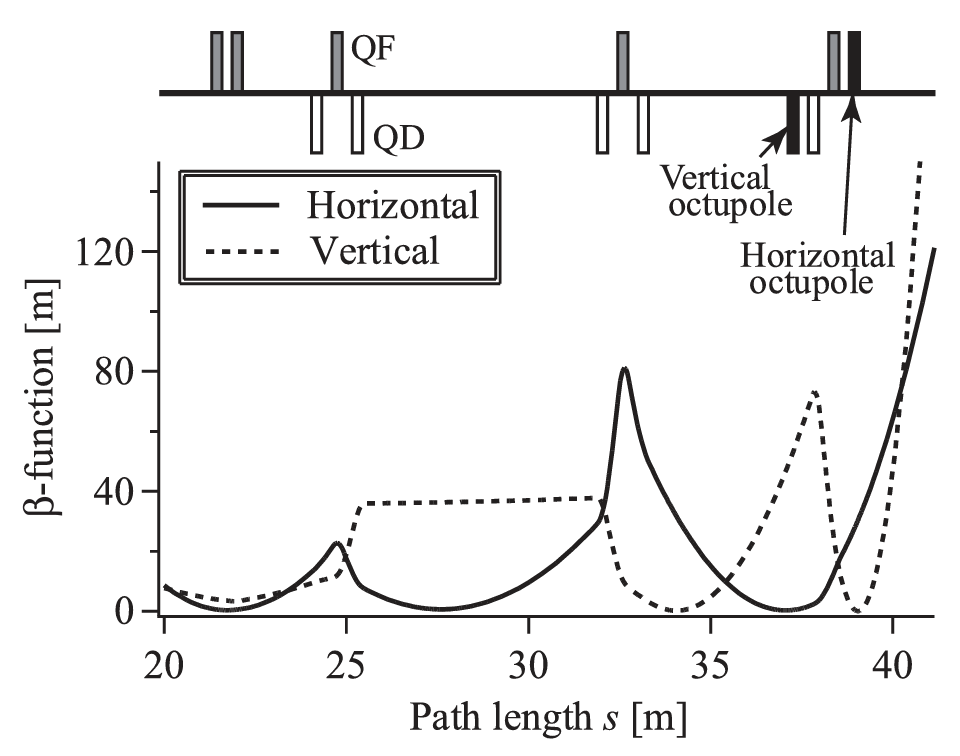 QF
QD
Vertical
octupole
Horizontal
octupole
Horizontal
Vertical
120
80
40
0
β-function [m]
20 25 30 35 40
Path length s [m]